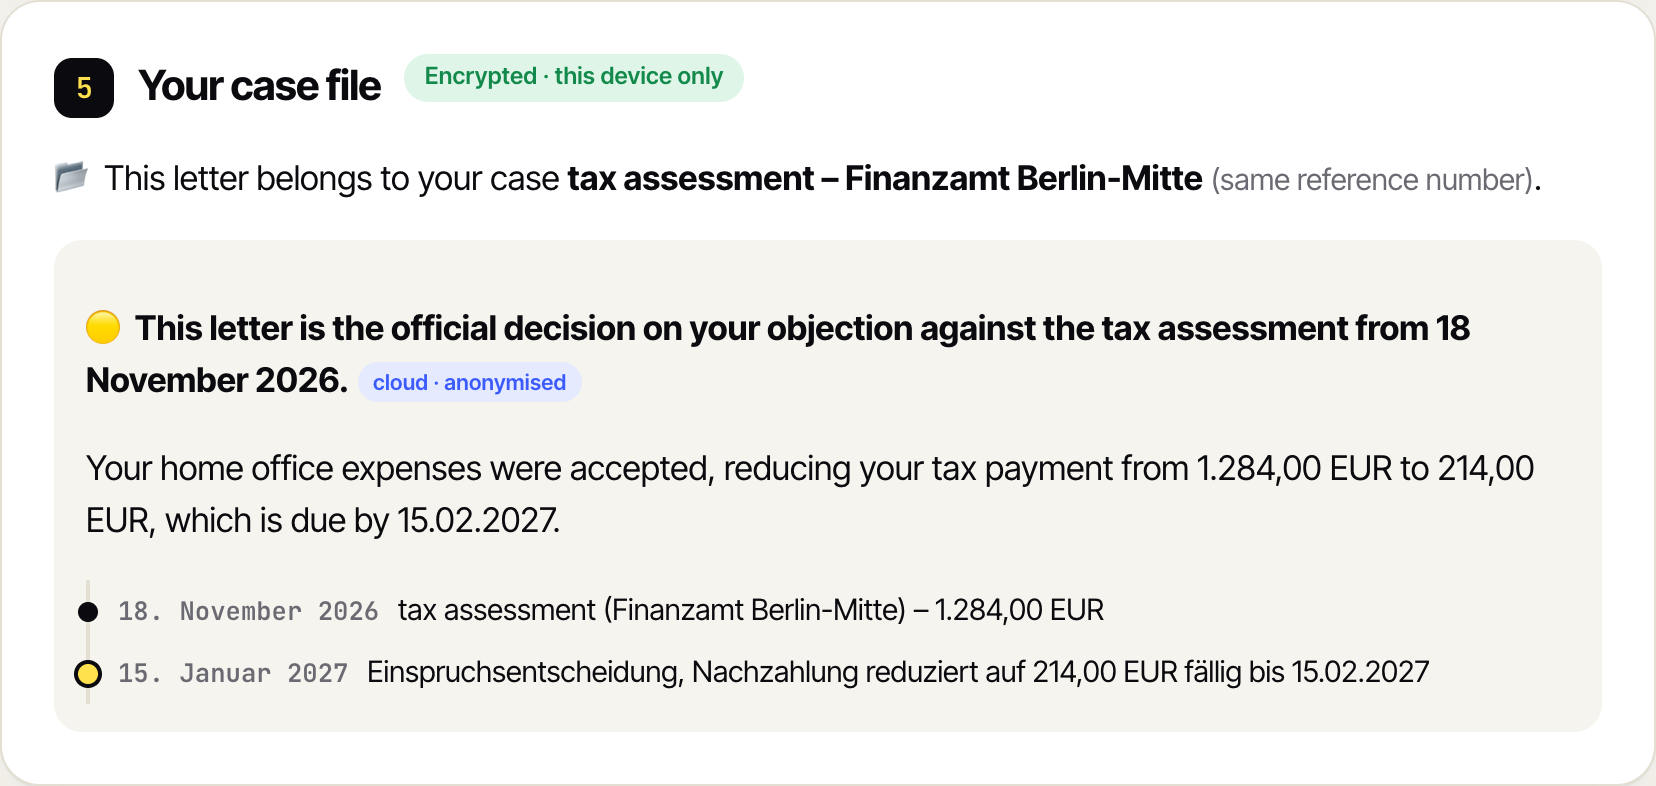 5
Your case file
Encrypted · this device only
This letter belongs to your case tax assessment – Finanzamt Berlin-Mitte (same reference number).
This letter is the official decision on your objection against the tax assessment from 18
November 2026. cloud · anonymised
Your home office expenses were accepted, reducing your tax payment from 1.284,00 EUR to 214,00
EUR, which is due by 15.02.2027.
18. November 2026 tax assessment (Finanzamt Berlin-Mitte) – 1.284,00 EUR
15. Januar 2027 Einspruchsentscheidung, Nachzahlung reduziert auf 214,00 EUR fällig bis 15.02.2027